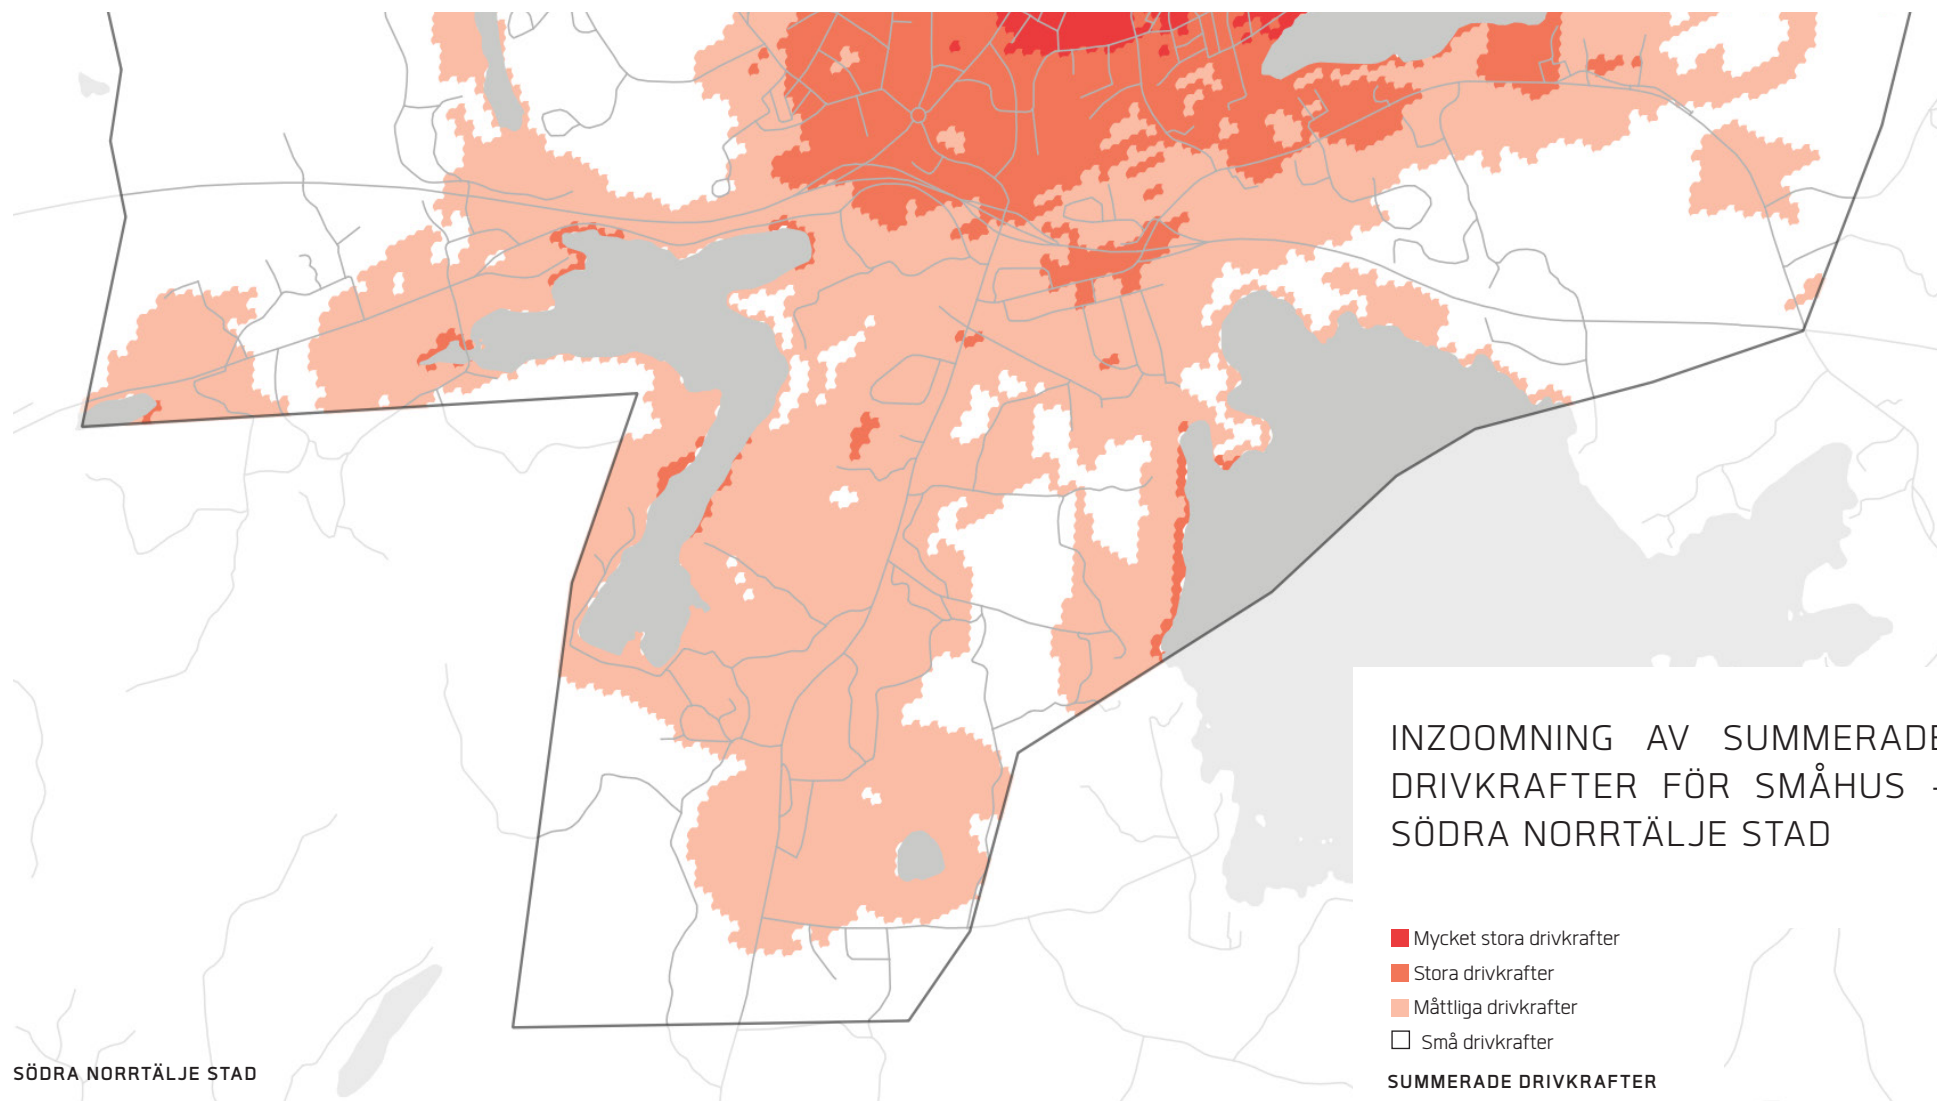 INZOOMNING AV SUMMERADE
DRIVKRAFTER FÖR SMÅHUS -
SÖDRA NORRTÄLJE STAD
Mycket stora drivkrafter
Stora drivkrafter
Måttliga drivkrafter
Små drivkrafter
SUMMERADE DRIVKRAFTER
SÖDRA NORRTÄLJE STAD